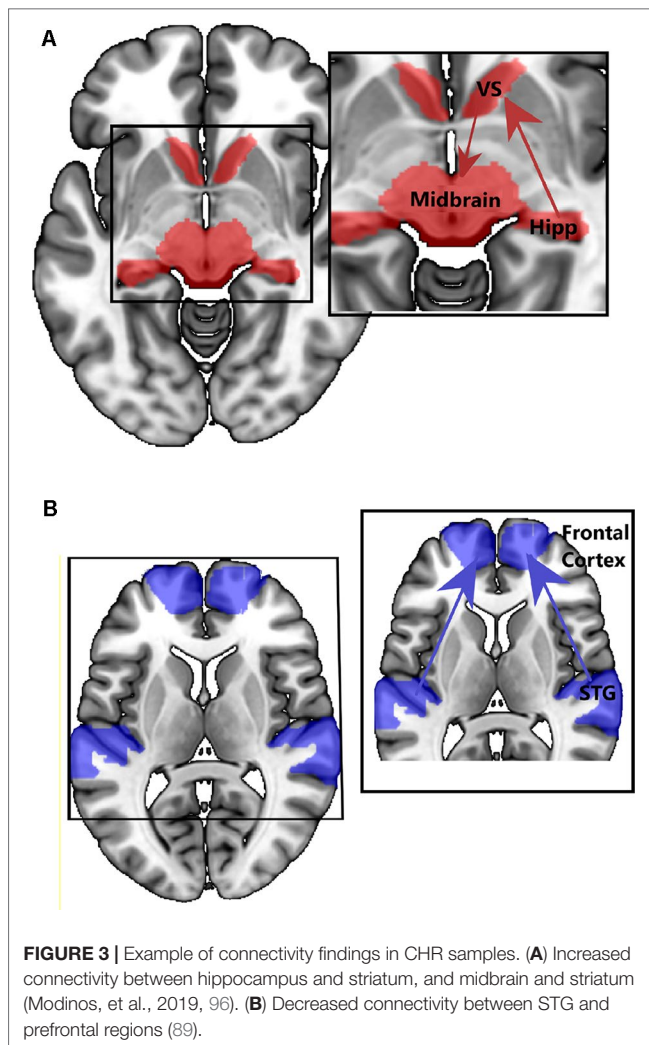 A
VS
Midbrain
Hipp
B
Frontal
Cortex
STG
FIGURE 3 | Example of connectivity findings in CHR samples. (A) Increased
connectivity between hippocampus and striatum, and midbrain and striatum
(Modinos, et al., 2019, 96). (B) Decreased connectivity between STG and
prefrontal regions (89).